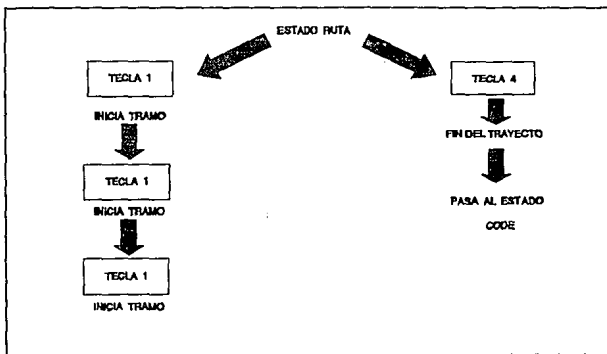 ESTADO RUTA
TECLA 1
INICIA TRAMO
TECLA 1
INICIA TRAMO
TECLA 1
INICIA TRAMO
TECLA 4
FIN DEL TRAYECTO
PASA AL ESTADO
CODE